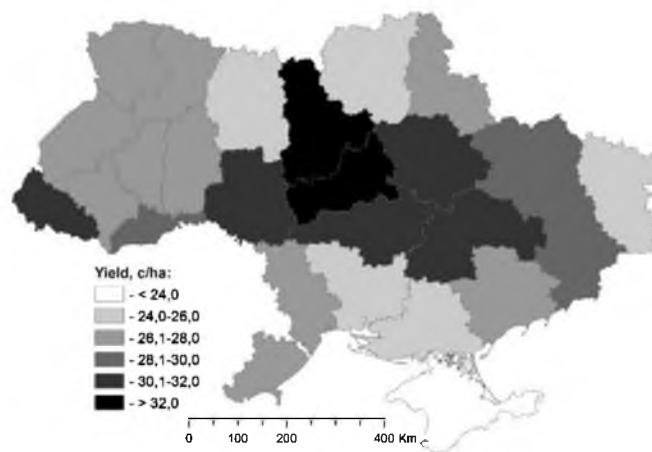 Yield, c/ha:
- < 24,0
- 24,0-26,0
- 26,1-28,0
- 28,1-30,0
- 30,1-32,0
- > 32,0
0 100 200 400 Km